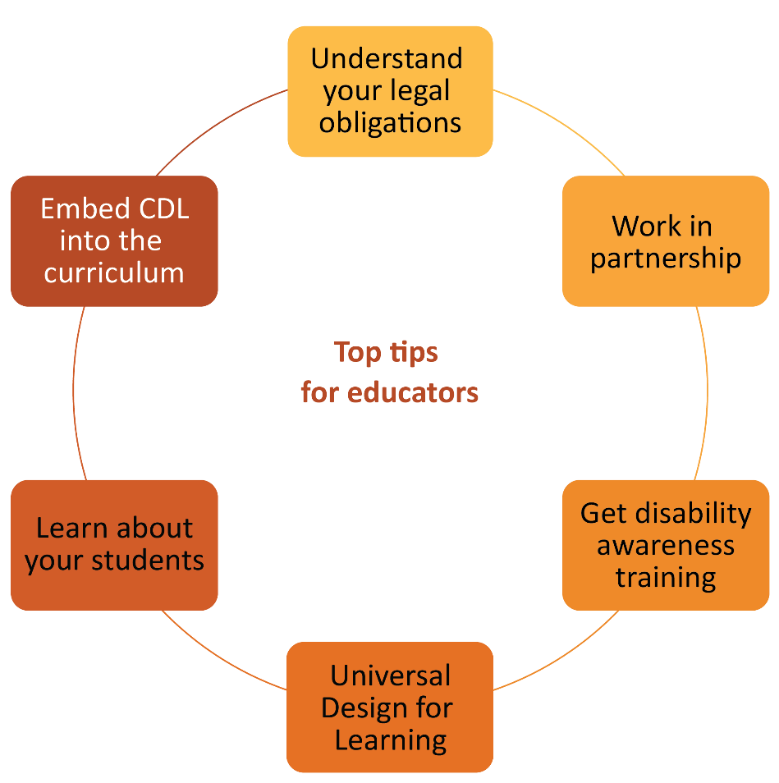 Understand
your legal
obligations
Work in
partnership
Get disability
awareness
training
Universal
Design for
Learning
Learn about
your students
Embed CDL
into the
curriculum
Top tips
for educators